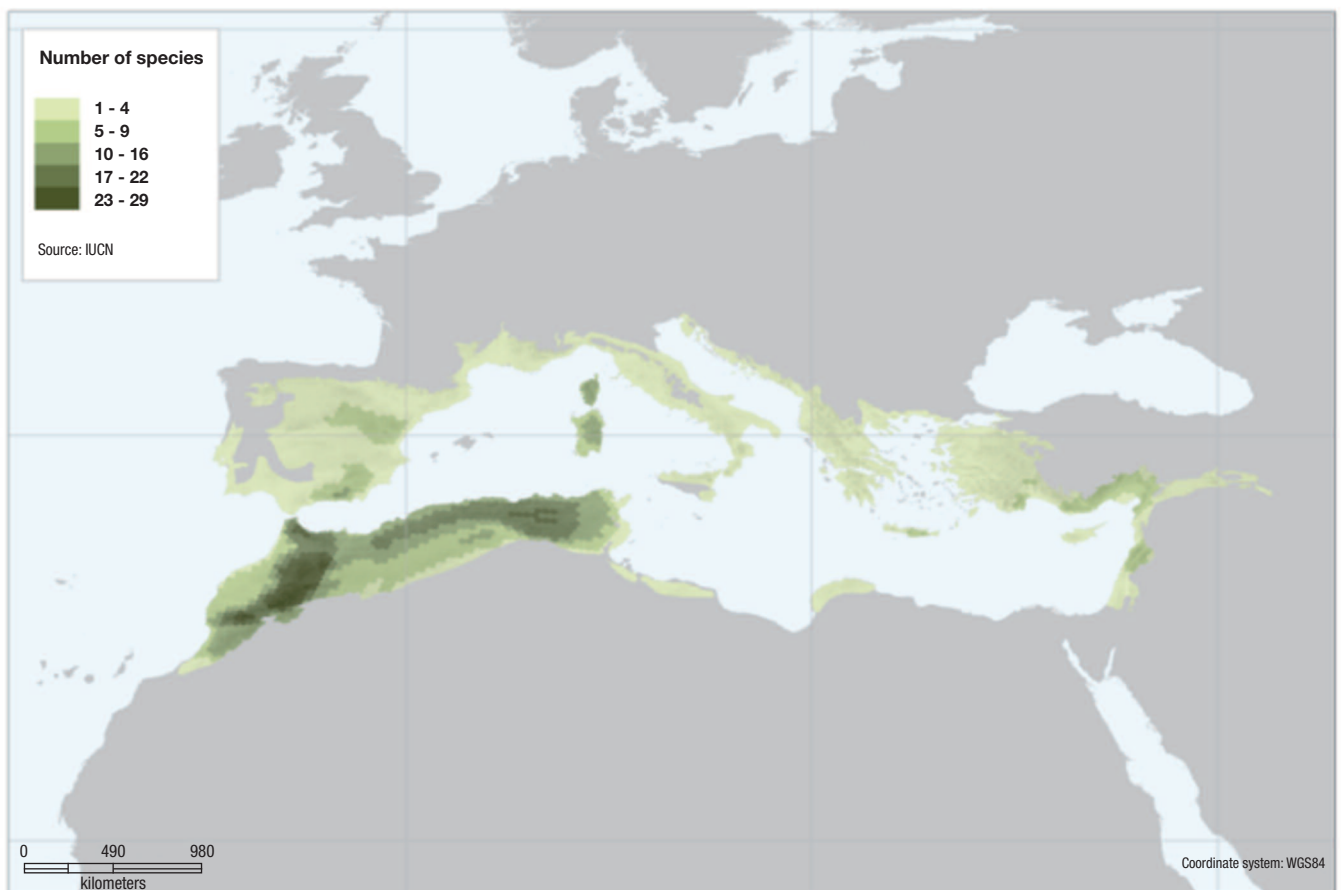 Number of species
1 - 4
5 - 9
10 - 16
17 - 22
23 - 29
Source: IUCN
0 490 980
kilometers
Coordinate system: WGS84